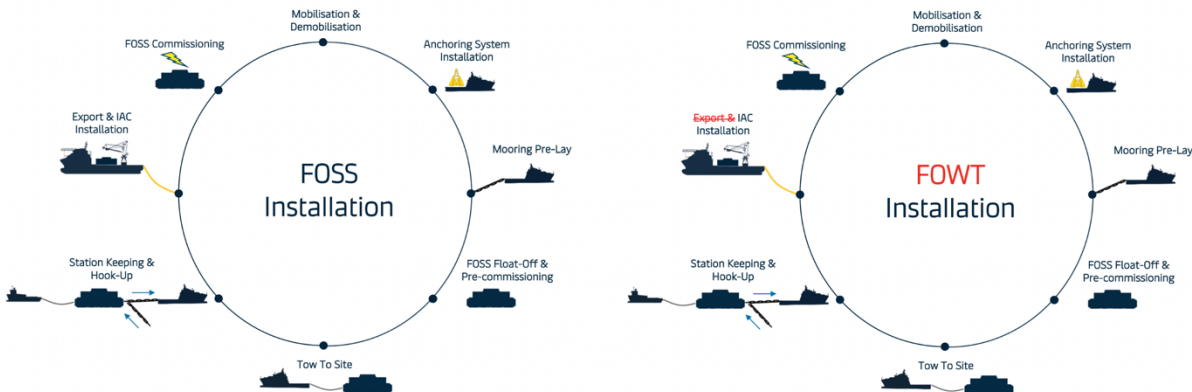 Mobilisation &
Demobilisation
FOSS Commissioning
Anchoring System
Installation
Export & IAC
Installation
Mooring Pre-Lay
FOSS
Installation
Station Keeping &
Hook-Up
FOSS Float-Off &
Pre-commissioning
Tow To Site
Mobilisation &
Demobilisation
FOSS Commissioning
Anchoring System
Installation
Export & IAC
Installation
Mooring Pre-Lay
FOWT
Installation
Station Keeping &
Hook-Up
FOSS Float-Off &
Pre-commissioning
Tow To Site